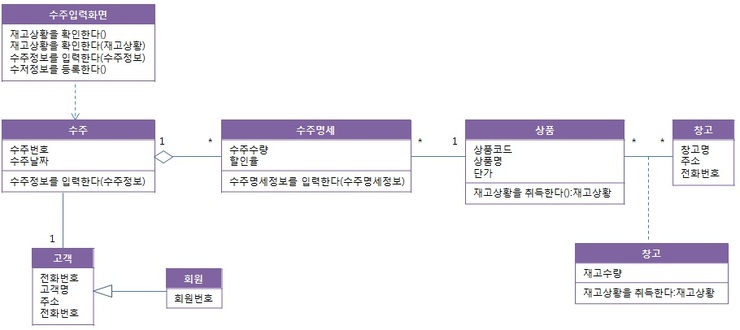 수주입력화면
재고상황을 확인한다()
재고상황을 확인한다(재고상황)
수주정보를 입력한다(수주정보)
수저정보를 등록한다()
수주
수주번호
수주날짜
수주정보를 입력한다(수주정보)
1
*
수주명세
수주수량
할인율
수주명세정보를 입력한다(수주명세정보)
*
1
상품
상품코드
상품명
단가
재고상황을 취득한다():재고상황
*
*
창고
창고명
주소
전화번호
1
고객
전화번호
고객명
주소
전화번호
회원
회원번호
창고
재고수량
재고상황을 취득한다:재고상황